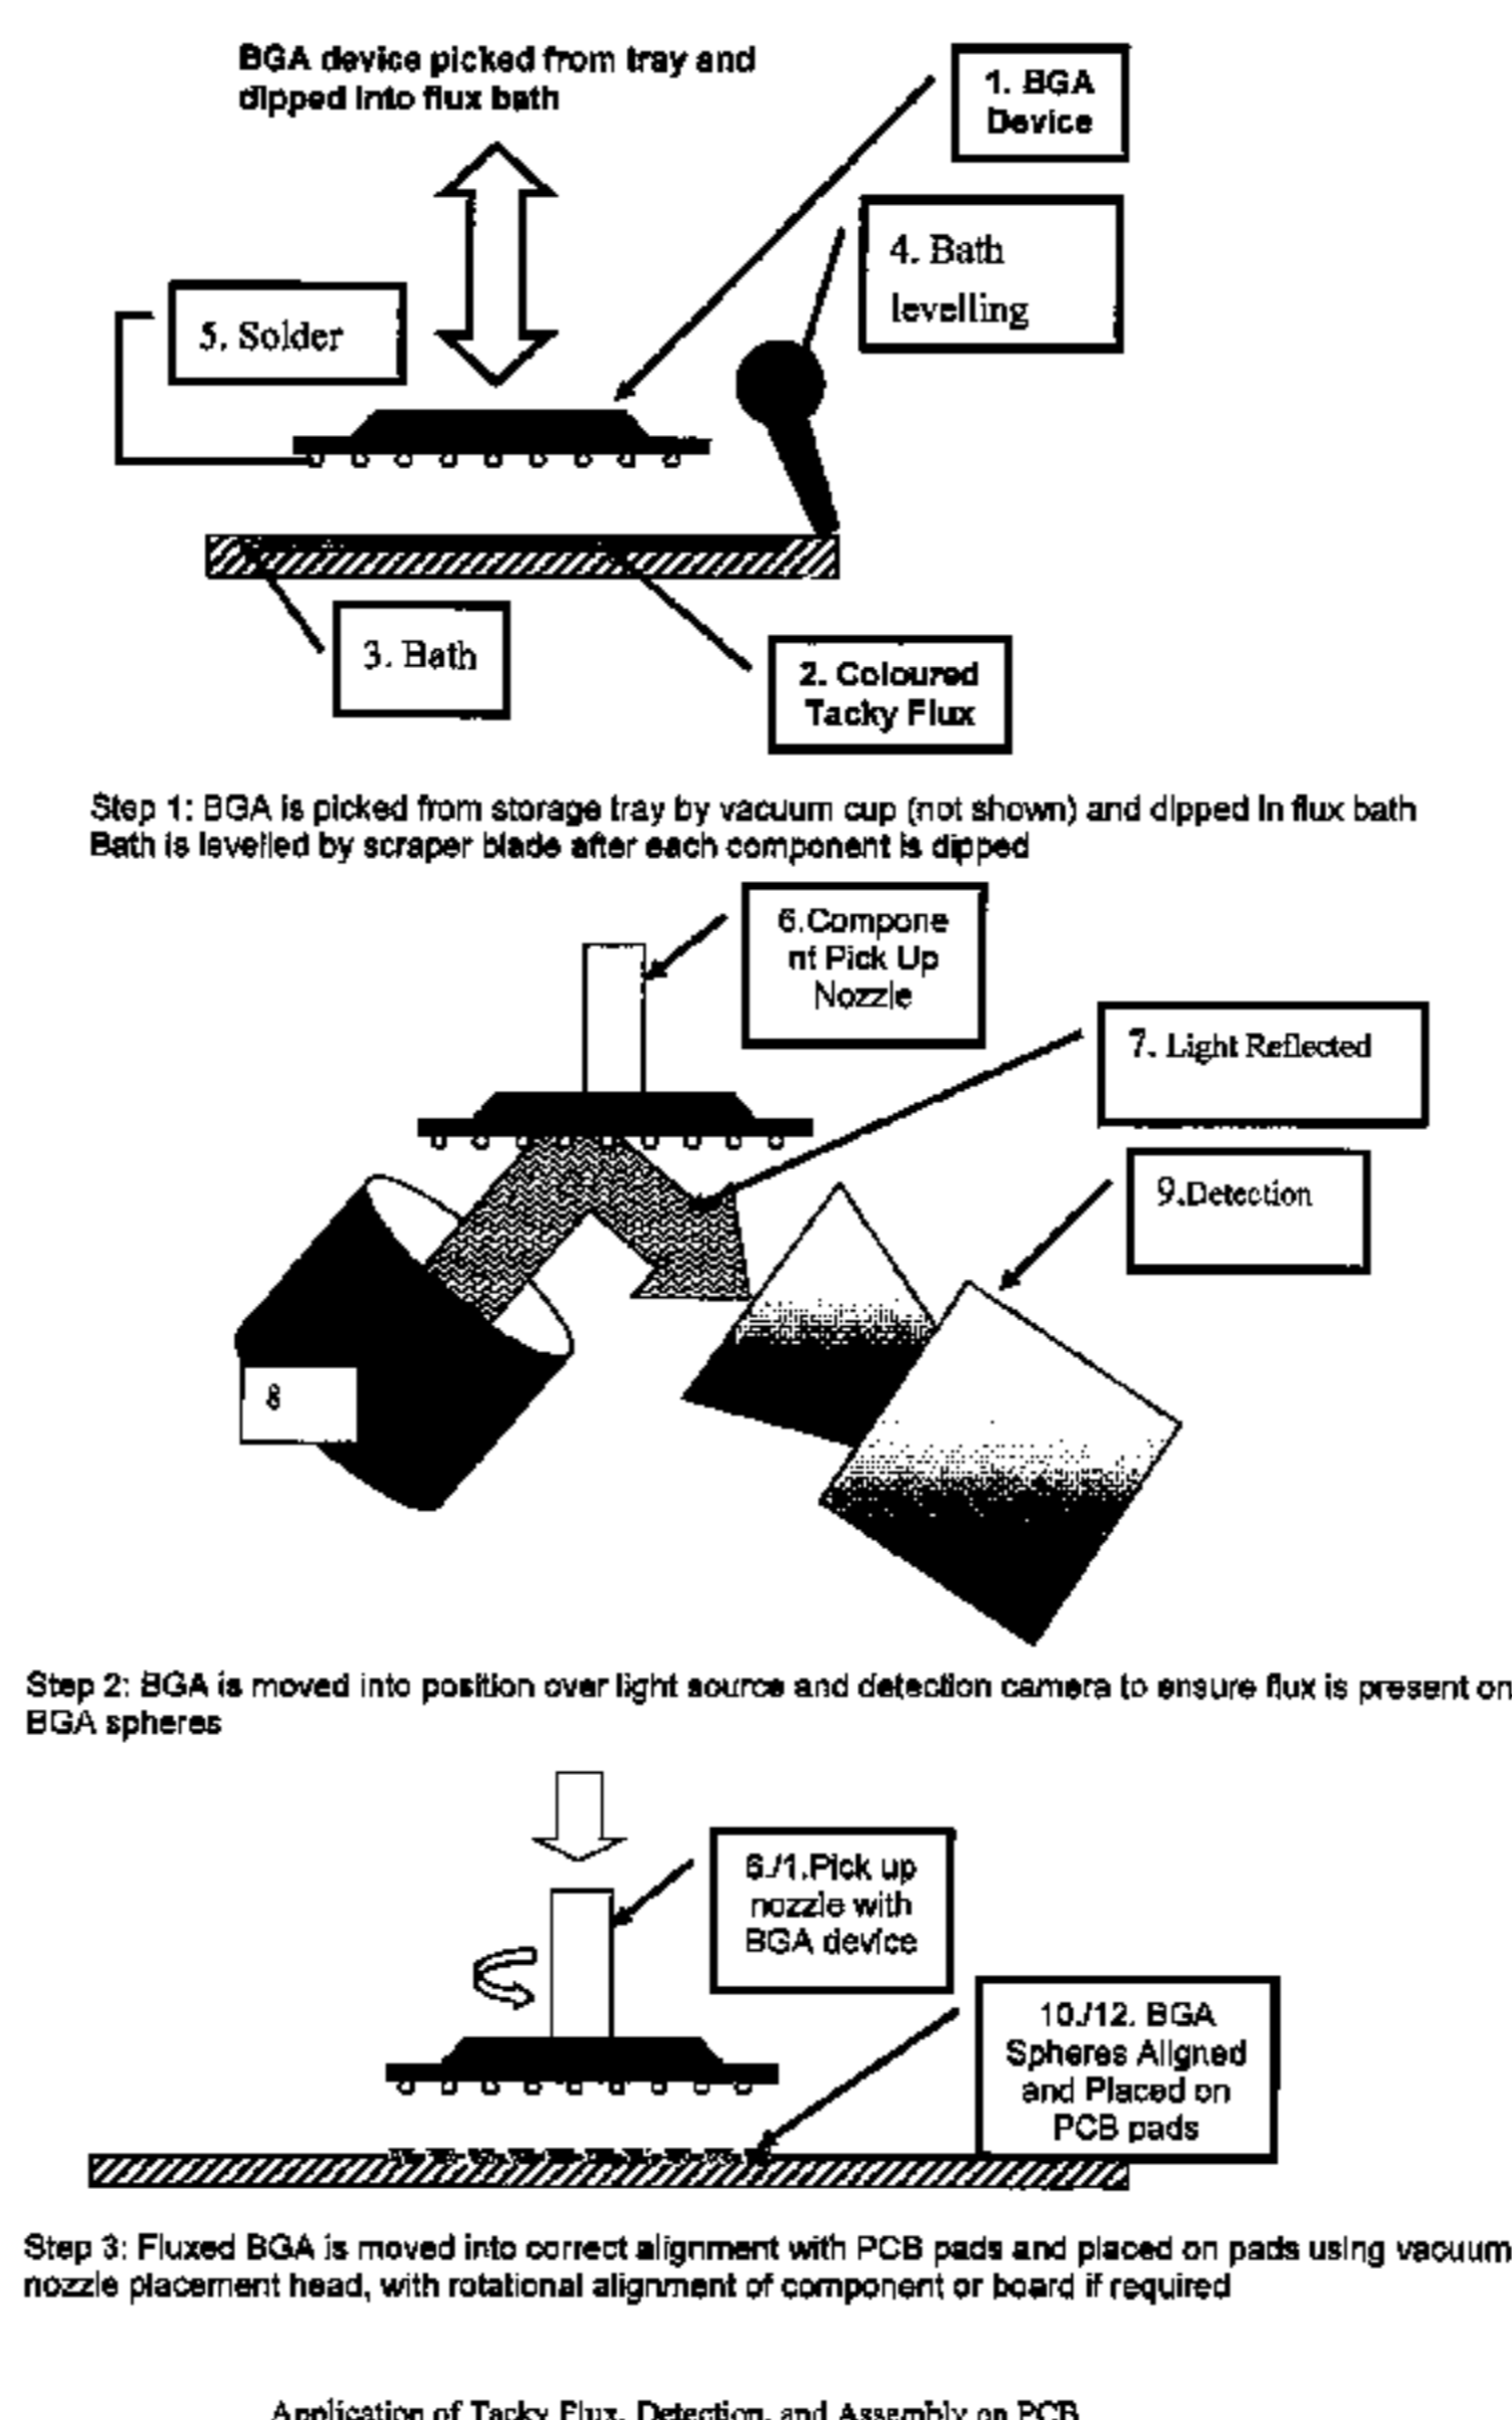 BGA device picked from tray and
dipped into flux bath
1. BGA
Device
4. Bath
levelling
5. Solder
3. Bath
2. Coloured
Tacky Flux
Step 1: BGA is picked from storage tray by vacuum cup (not shown) and dipped in flux bath
Bath is levelled by scraper blade after each component is dipped
6.Compone
nt Pick Up
Nozzle
7. Light Reflected
9.Detection
8
Step 2: BGA is moved into position over light source and detection camera to ensure flux is present on
BGA spheres
6./1.Pick up
nozzle with
BGA device
10./12. BGA
Spheres Aligned
and Placed on
PCB pads
Step 3: Fluxed BGA is moved into correct alignment with PCB pads and placed on pads using vacuum
nozzle placement head, with rotational alignment of component or board if required
Application of Tacky Flux, Detection, and Assembly on PCB